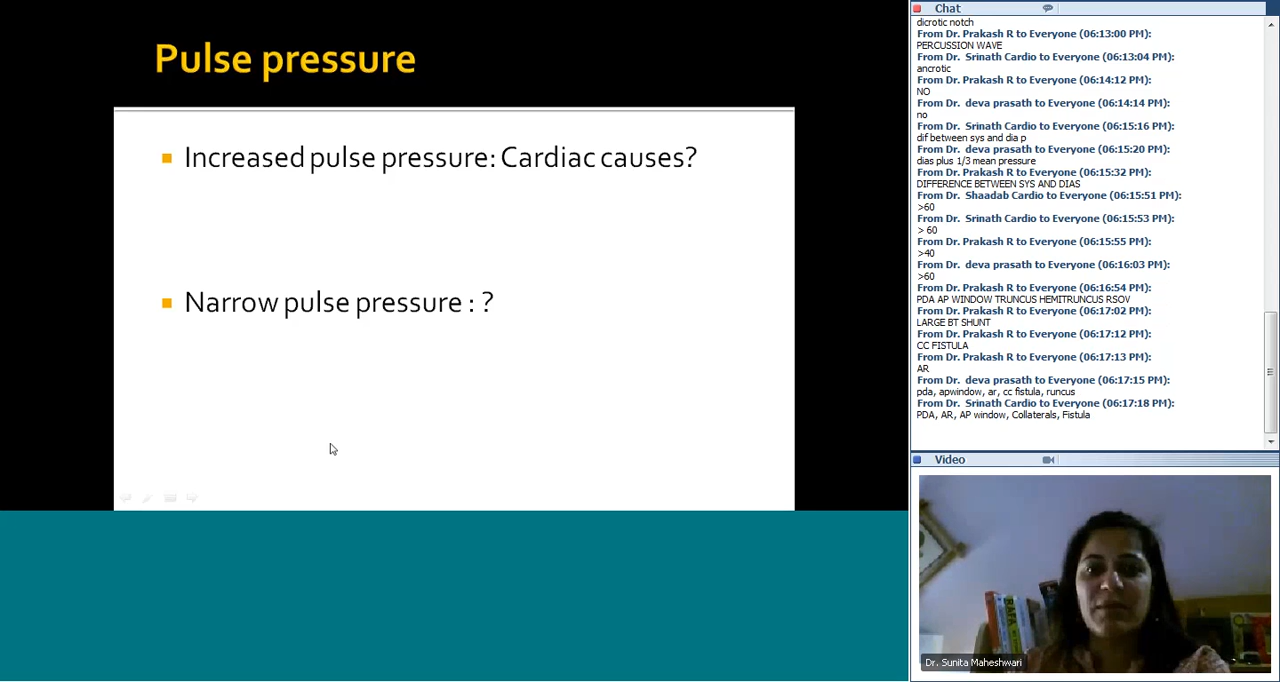 Pulse pressure
Increased pulse pressure: Cardiac causes?
Narrow pulse pressure : ?
Chat
dicrotic notch
From Dr. Prakash R to Everyone (06:13:00 PM):
PERCUSSION WAVE
From Dr.  Srinath Cardio to Everyone (06:13:04 PM):
ancrotic
From Dr. Prakash R to Everyone (06:14:12 PM):
NO
From Dr.  deva prasath to Everyone (06:14:14 PM):
no
From Dr.  Srinath Cardio to Everyone (06:15:16 PM):
dif between sys and dia p
From Dr.  deva prasath to Everyone (06:15:20 PM):
dias plus 1/3 mean pressure
From Dr. Prakash R to Everyone (06:15:32 PM):
DIFFERENCE BETWEEN SYS AND DIAS
From Dr. Shaadab Cardio to Everyone (06:15:51 PM):
>60
From Dr.  Srinath Cardio to Everyone (06:15:53 PM):
> 60
From Dr. Prakash R to Everyone (06:15:55 PM):
>40
From Dr.  deva prasath to Everyone (06:16:03 PM):
>60
From Dr. Prakash R to Everyone (06:16:54 PM):
PDA AP WINDOW TRUNCUS HEMITRUNCUS RSOV
From Dr. Prakash R to Everyone (06:17:02 PM):
LARGE BT SHUNT
From Dr. Prakash R to Everyone (06:17:12 PM):
CC FISTULA
From Dr. Prakash R to Everyone (06:17:13 PM):
AR
From Dr.  deva prasath to Everyone (06:17:15 PM):
pda, apwindow, ar, cc fistula, runcus
From Dr.  Srinath Cardio to Everyone (06:17:18 PM):
PDA, AR, AP window, Collaterals, Fistula
Video
Dr. Sunita Maheshwari